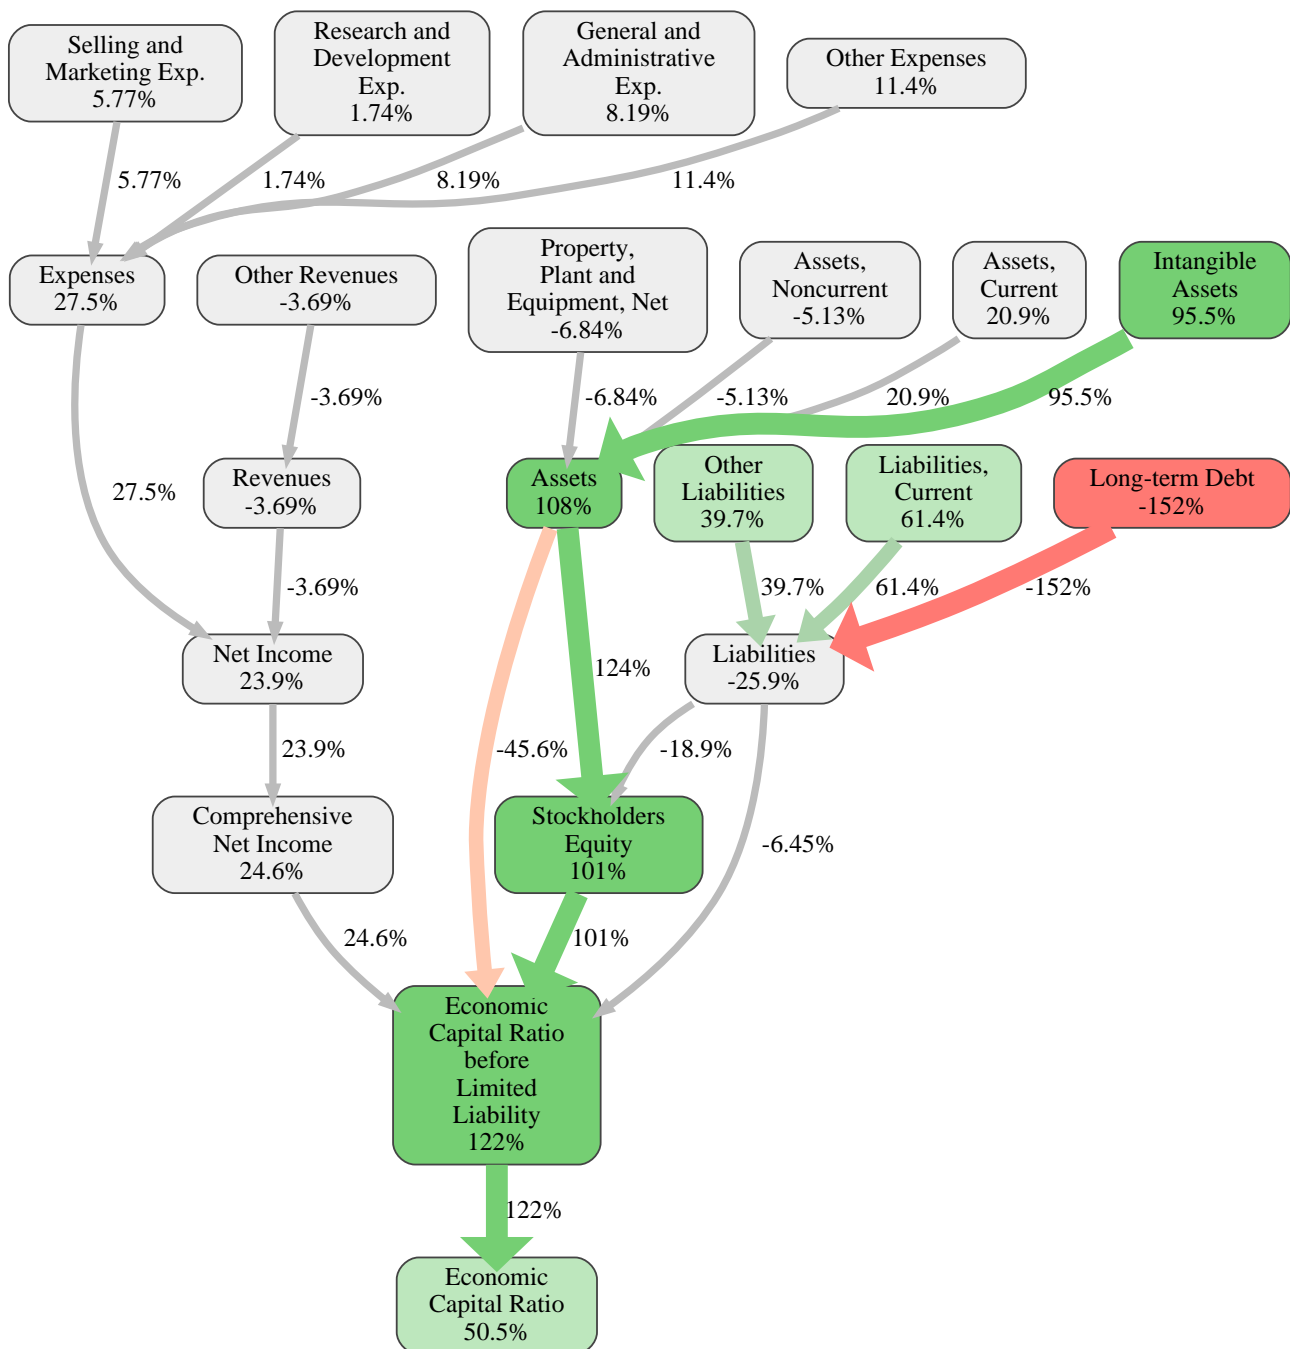 Selling and
Marketing Exp.
5.77%
Research and
Development
Exp.
1.74%
General and
Administrative
Exp.
8.19%
Other Expenses
11.4%
5.77%
1.74%
8.19%
11.4%
Expenses
27.5%
Other Revenues
-3.69%
Property,
Plant and
Equipment, Net
-6.84%
Assets,
Noncurrent
-5.13%
Assets,
Current
20.9%
Intangible
Assets
95.5%
-3.69%
-6.84%
-5.13%
20.9%
95.5%
27.5%
Revenues
-3.69%
Assets
108%
Other
Liabilities
39.7%
Liabilities,
Current
61.4%
Long-term Debt
-152%
-3.69%
39.7%
61.4%
-152%
Net Income
23.9%
124%
Liabilities
-25.9%
23.9%
-45.6%
-18.9%
Comprehensive
Net Income
24.6%
Stockholders
Equity
101%
-6.45%
24.6%
101%
Economic
Capital Ratio
before
Limited
Liability
122%
122%
Economic
Capital Ratio
50.5%